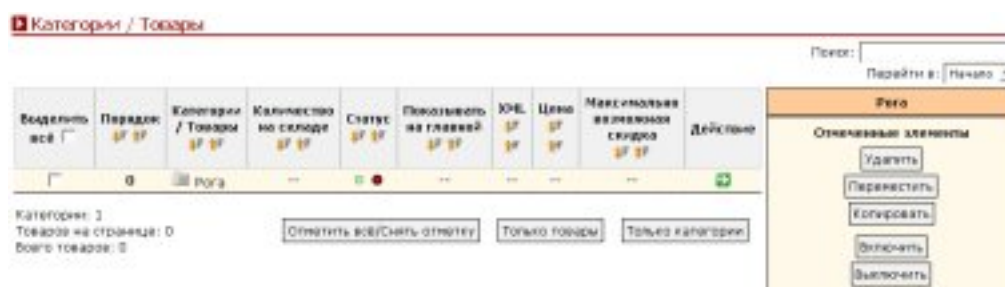 Категории / Товары
Поиск:
Перейти в: Начало
Выделить всё
Порядок
Категории / Товары
Количество на складе
Статус
Показывать на главной
XML
Цена
Максимальная возможная скидка
Действие
0 Рога -- -- -- -- --
Категории: 1
Товаров на странице: 0
Всего товаров: 0
Отметить всё/Снять отметку
Только товары
Только категории
Рога
Отмеченные элементы
Удалить
Переместить
Копировать
Включить
Выключить